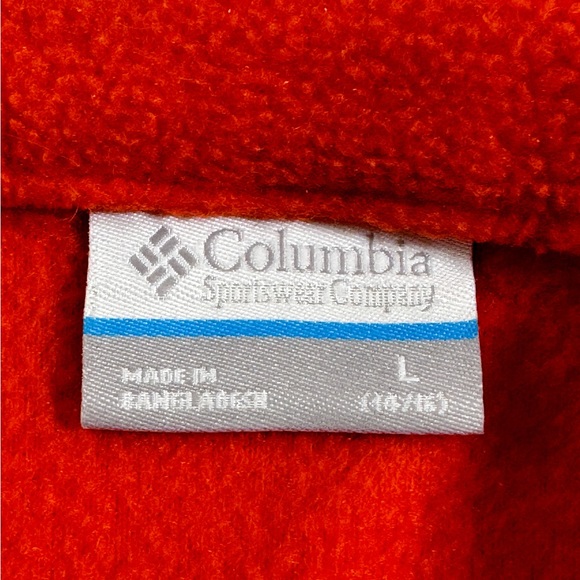 Columbia
Sportswear Company
MADE IN
BANGLADESH
L
(14/16)